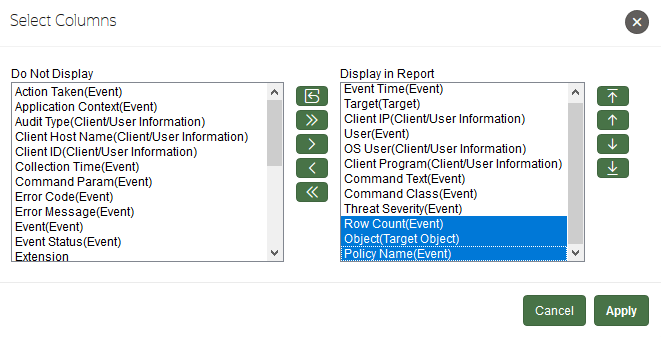 Select Columns
Do Not Display
Action Taken(Event)
Application Context(Event)
Audit Type(Client/User Information)
Client Host Name(Client/User Information)
Client ID(Client/User Information)
Collection Time(Event)
Command Param(Event)
Error Code(Event)
Error Message(Event)
Event(Event)
Event Status(Event)
Extension
Display in Report
Event Time(Event)
Target(Target)
Client IP(Client/User Information)
User(Event)
OS User(Client/User Information)
Client Program(Client/User Information)
Command Text(Event)
Command Class(Event)
Threat Severity(Event)
Row Count(Event)
Object(Target Object)
Policy Name(Event)
Cancel
Apply